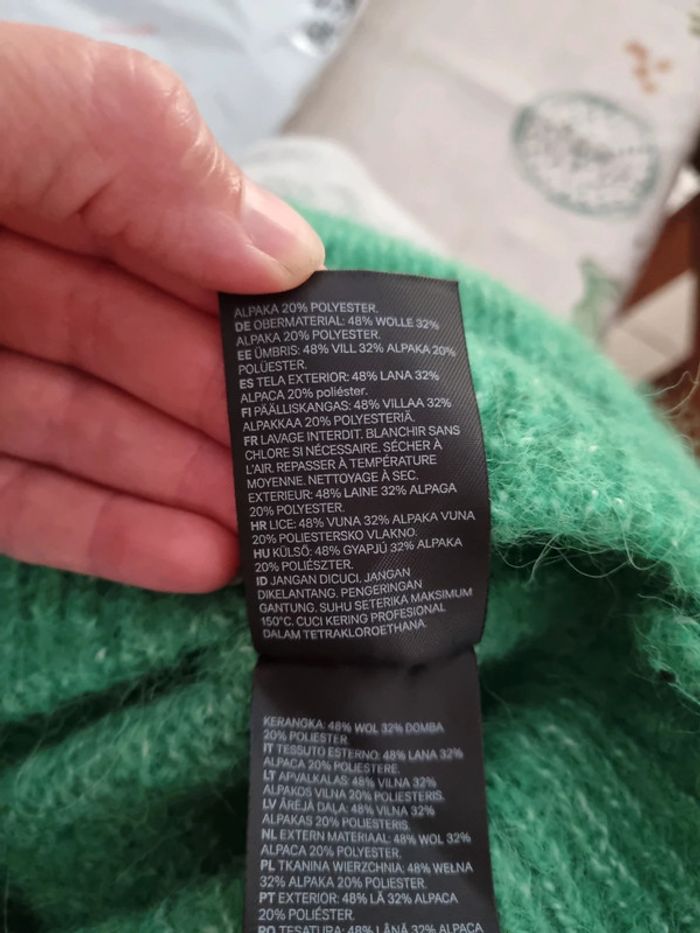 ALPAKA 20% POLYESTER.
DE OBERMATERIAL: 48% WOLLE 32%
ALPAKA 20% POLYESTER.
EE ÜMBRIS: 48% VILL 32% ALPAKA 20%
POLÜESTER.
ES TELA EXTERIOR: 48% LANA 32%
ALPACA 20% poliéster.
FI PÄÄLLISKANGAS: 48% VILLAA 32%
ALPAKKAA 20% POLYESTERIÄ.
FR LAVAGE INTERDIT. BLANCHIR SANS
CHLORE SI NÉCESSAIRE. SÉCHER À
L'AIR. REPASSER À TEMPÉRATURE
MOYENNE. NETTOYAGE À SEC.
EXTERIEUR: 48% LAINE 32% ALPAGA
20% POLYESTER.
HR LICE: 48% VUNA 32% ALPAKA VUNA
20% POLIESTERSKO VLAKNO.
HU KÜLSŐ: 48% GYAPJÚ 32% ALPAKA
20% POLIÉSZTER.
ID JANGAN DICUCI. JANGAN
DIKELANTANG. PENGERINGAN
GANTUNG. SUHU SETERIKA MAKSIMUM
150°C. CUCI KERING PROFESIONAL
DALAM TETRAKLOROETHANA.
KERANGKA: 48% WOL 32% DOMBA
20% POLIESTER.
IT TESSUTO ESTERNO: 48% LANA 32%
ALPACA 20% POLIESTERE.
LT APVALKALAS: 48% VILNA 32%
ALPAKOS VILNA 20% POLIESTERIS.
LV ĀRĒJĀ DAĻA: 48% VILNA 32%
ALPAKAS 20% POLIESTERIS.
NL EXTERN MATERIAAL: 48% WOL 32%
ALPACA 20% POLYESTER.
PL TKANINA WIERZCHNIA: 48% WEŁNA
32% ALPAKA 20% POLIESTER.
PT EXTERIOR: 48% LÃ 32% ALPACA
20% POLIÉSTER.
RO TESATURA: 48% LÂNĂ 32% ALPACA